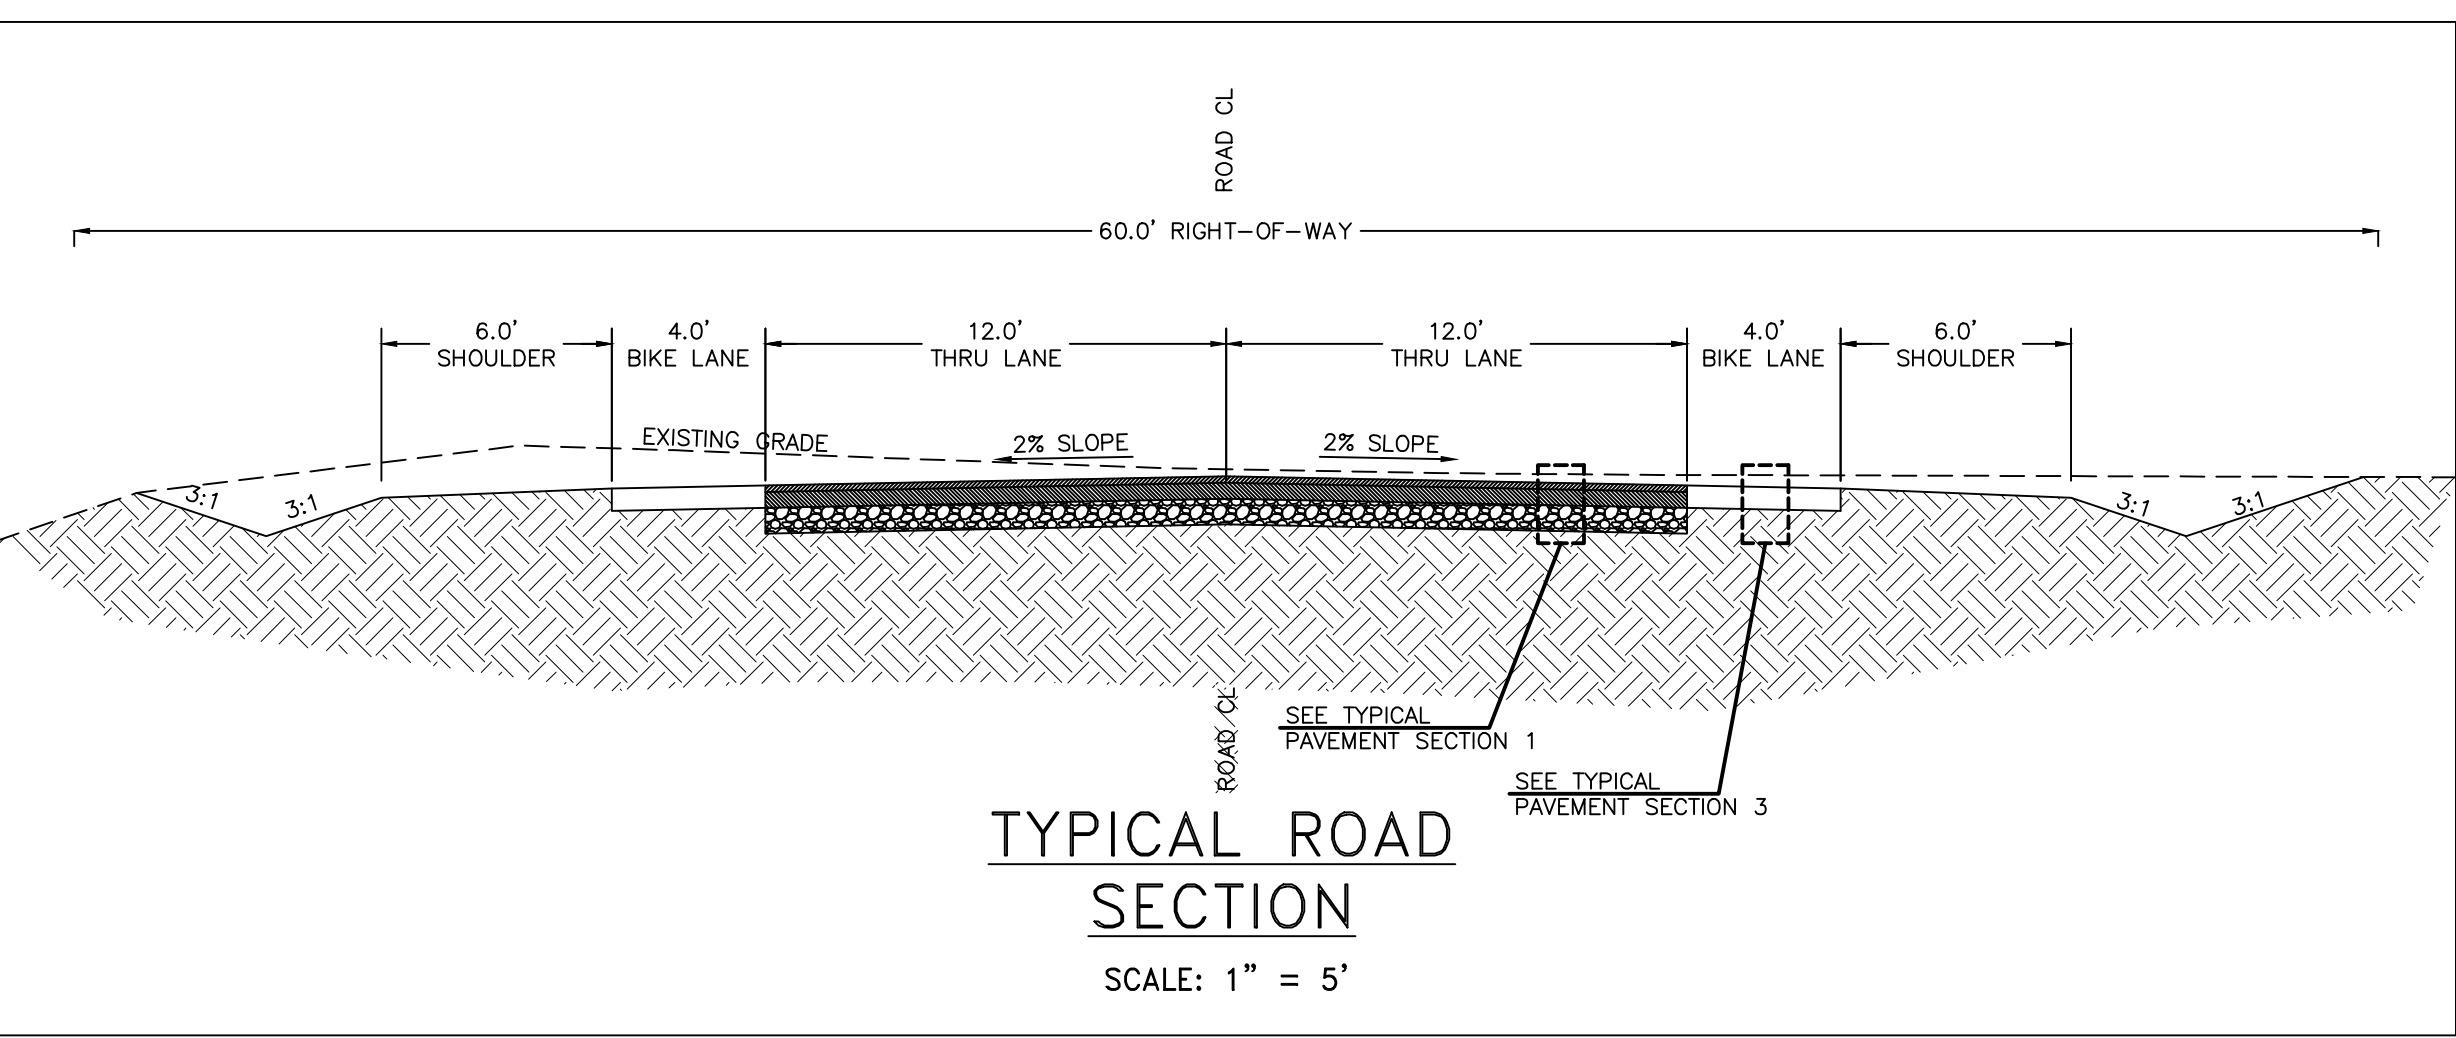 ROAD CL
60.0' RIGHT-OF-WAY
6.0'
SHOULDER
4.0'
BIKE LANE
12.0'
THRU LANE
12.0'
THRU LANE
4.0'
BIKE LANE
6.0'
SHOULDER
EXISTING GRADE
2% SLOPE
2% SLOPE
3:1
3:1
3:1
3:1
ROAD CL
SEE TYPICAL
PAVEMENT SECTION 1
SEE TYPICAL
PAVEMENT SECTION 3
TYPICAL ROAD
SECTION
SCALE: 1" = 5'